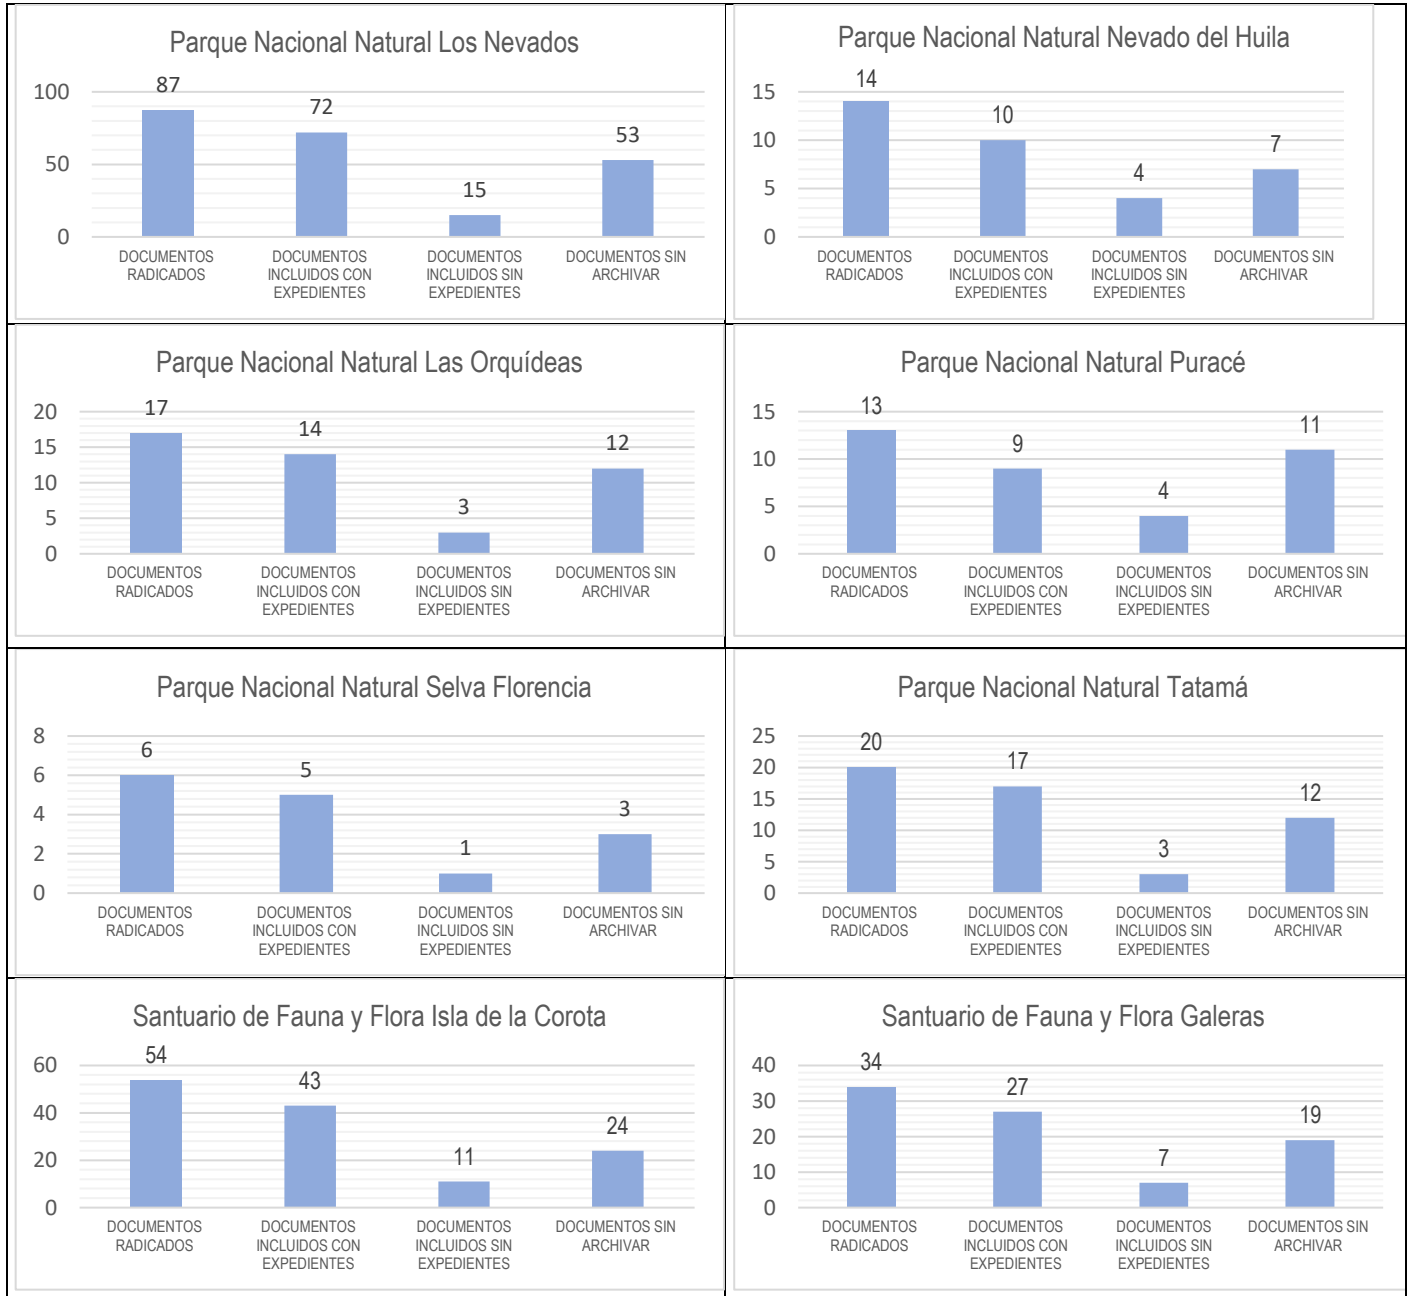 Parque Nacional Natural Los Nevados
100
50
0
87
72
15
53
DOCUMENTOS
RADICADOS
DOCUMENTOS
INCLUIDOS CON
EXPEDIENTES
DOCUMENTOS
INCLUIDOS SIN
EXPEDIENTES
DOCUMENTOS SIN
ARCHIVAR
Parque Nacional Natural Nevado del Huila
15
10
5
0
14
10
4
7
DOCUMENTOS
RADICADOS
DOCUMENTOS
INCLUIDOS CON
EXPEDIENTES
DOCUMENTOS
INCLUIDOS SIN
EXPEDIENTES
DOCUMENTOS SIN
ARCHIVAR
Parque Nacional Natural Las Orquídeas
20
15
10
5
0
17
14
3
12
DOCUMENTOS
RADICADOS
DOCUMENTOS
INCLUIDOS CON
EXPEDIENTES
DOCUMENTOS
INCLUIDOS SIN
EXPEDIENTES
DOCUMENTOS SIN
ARCHIVAR
Parque Nacional Natural Puracé
15
10
5
0
13
9
4
11
DOCUMENTOS
RADICADOS
DOCUMENTOS
INCLUIDOS CON
EXPEDIENTES
DOCUMENTOS
INCLUIDOS SIN
EXPEDIENTES
DOCUMENTOS SIN
ARCHIVAR
Parque Nacional Natural Selva Florencia
8
6
4
2
0
6
5
1
3
DOCUMENTOS
RADICADOS
DOCUMENTOS
INCLUIDOS CON
EXPEDIENTES
DOCUMENTOS
INCLUIDOS SIN
EXPEDIENTES
DOCUMENTOS SIN
ARCHIVAR
Parque Nacional Natural Tatamá
25
20
15
10
5
0
20
17
3
12
DOCUMENTOS
RADICADOS
DOCUMENTOS
INCLUIDOS CON
EXPEDIENTES
DOCUMENTOS
INCLUIDOS SIN
EXPEDIENTES
DOCUMENTOS SIN
ARCHIVAR
Santuario de Fauna y Flora Isla de la Corota
60
40
20
0
54
43
11
24
DOCUMENTOS
RADICADOS
DOCUMENTOS
INCLUIDOS CON
EXPEDIENTES
DOCUMENTOS
INCLUIDOS SIN
EXPEDIENTES
DOCUMENTOS SIN
ARCHIVAR
Santuario de Fauna y Flora Galeras
40
30
20
10
0
34
27
7
19
DOCUMENTOS
RADICADOS
DOCUMENTOS
INCLUIDOS CON
EXPEDIENTES
DOCUMENTOS
INCLUIDOS SIN
EXPEDIENTES
DOCUMENTOS SIN
ARCHIVAR